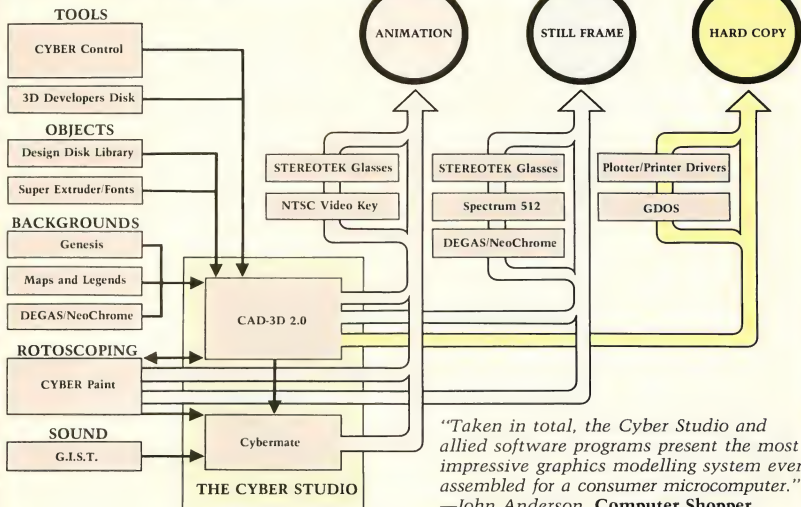 TOOLS
CYBER Control
3D Developers Disk
OBJECTS
Design Disk Library
Super Extruder/Fonts
BACKGROUNDS
Genesis
Maps and Legends
DEGAS/NeoChrome
ROTOSCOPING
CYBER Paint
SOUND
G.I.S.T.
CAD-3D 2.0
Cybermate
THE CYBER STUDIO
ANIMATION
STEREOTEK Glasses
NTSC Video Key
STILL FRAME
STEREOTEK Glasses
Spectrum 512
DEGAS/NeoChrome
HARD COPY
Plotter/Printer Drivers
GDOS
"Taken in total, the Cyber Studio and
allied software programs present the most
impressive graphics modelling system ever
assembled for a consumer microcomputer."
—John Anderson, Computer Shopper